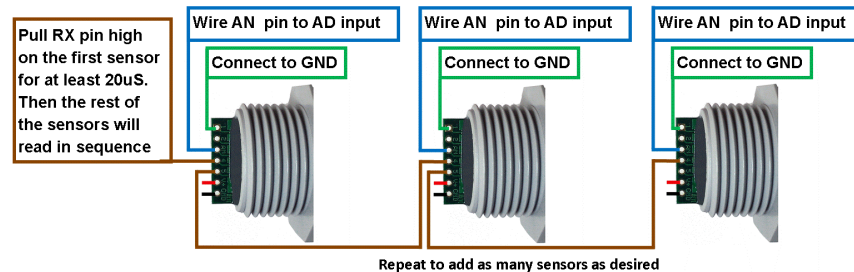 Pull RX pin high
on the first sensor
for at least 20uS.
Then the rest of
the sensors will
read in sequence
Wire AN pin to AD input
Connect to GND
Wire AN pin to AD input
Connect to GND
Wire AN pin to AD input
Connect to GND
Repeat to add as many sensors as desired